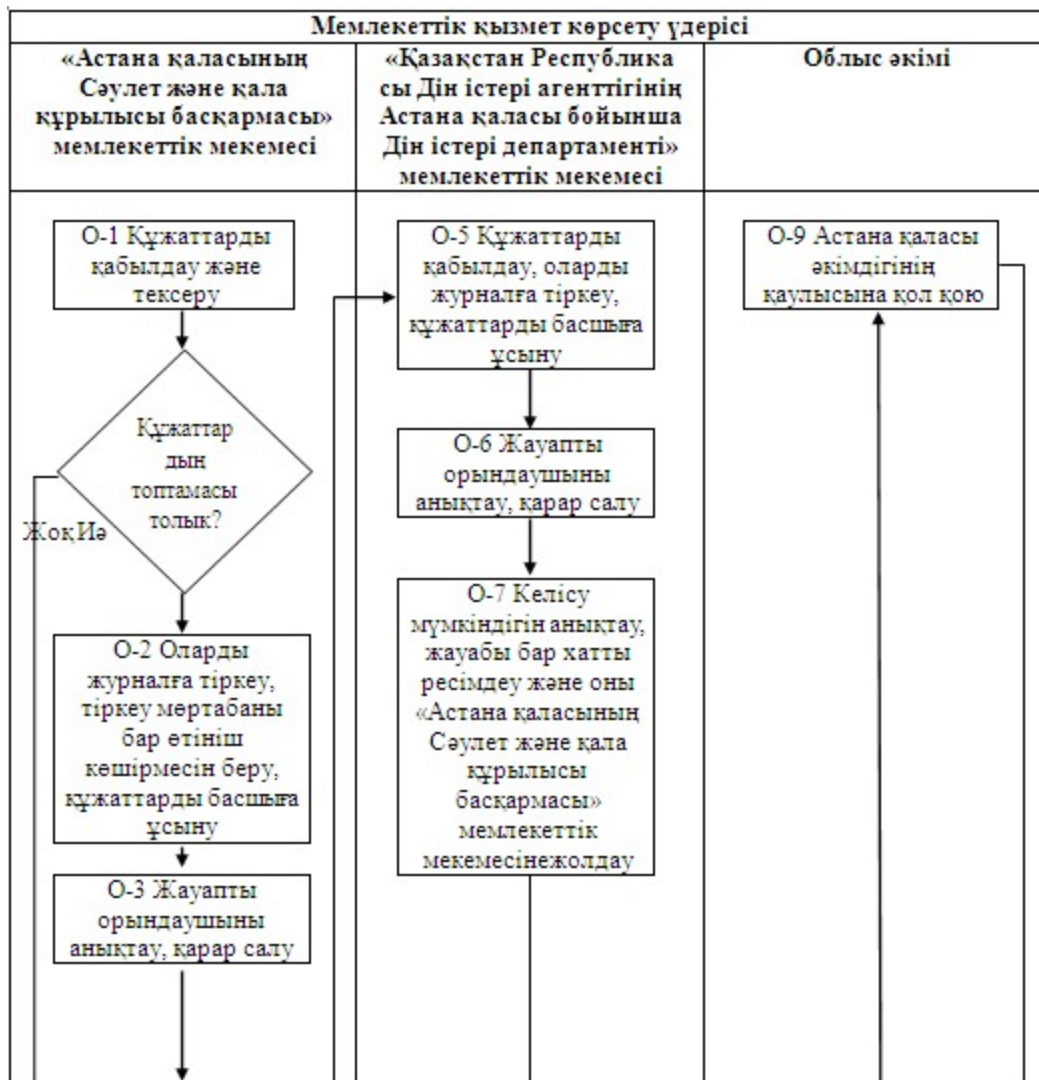 Мемлекеттік қызмет көрсету үдерісі
«Астана қаласының
Сәулет және қала
құрылысы басқармасы»
мемлекеттік мекемесі
«Қазақстан Республика
сы Дін істері агенттігінің
Астана қаласы бойынша
Дін істері департаменті»
мемлекеттік мекемесі
Облыс әкімі
О-1 Құжаттарды
қабылдау және
тексеру
Құжаттар
дың
топтамасы
толык?
Жоқ Иә
О-2 Оларды
журналға тіркеу,
тіркеу мөртабаны
бар өтініш
көшірмесін беру,
құжаттарды басшыға
ұсыну
О-3 Жауапты
орындаушыны
анықтау, қарар салу
О-5 Құжаттарды
қабылдау, оларды
журналға тіркеу,
құжаттарды басшыға
ұсыну
О-6 Жауапты
орындаушыны
анықтау, қарар салу
О-7 Келісу
мүмкіндігін анықтау,
жауабы бар хатты
ресімдеу және оны
«Астана қаласының
Сәулет және қала
құрылысы
басқармасы»
мемлекеттік
мекемесінежолдау
О-9 Астана қаласы
әкімдігінің
қаулысына қол қою